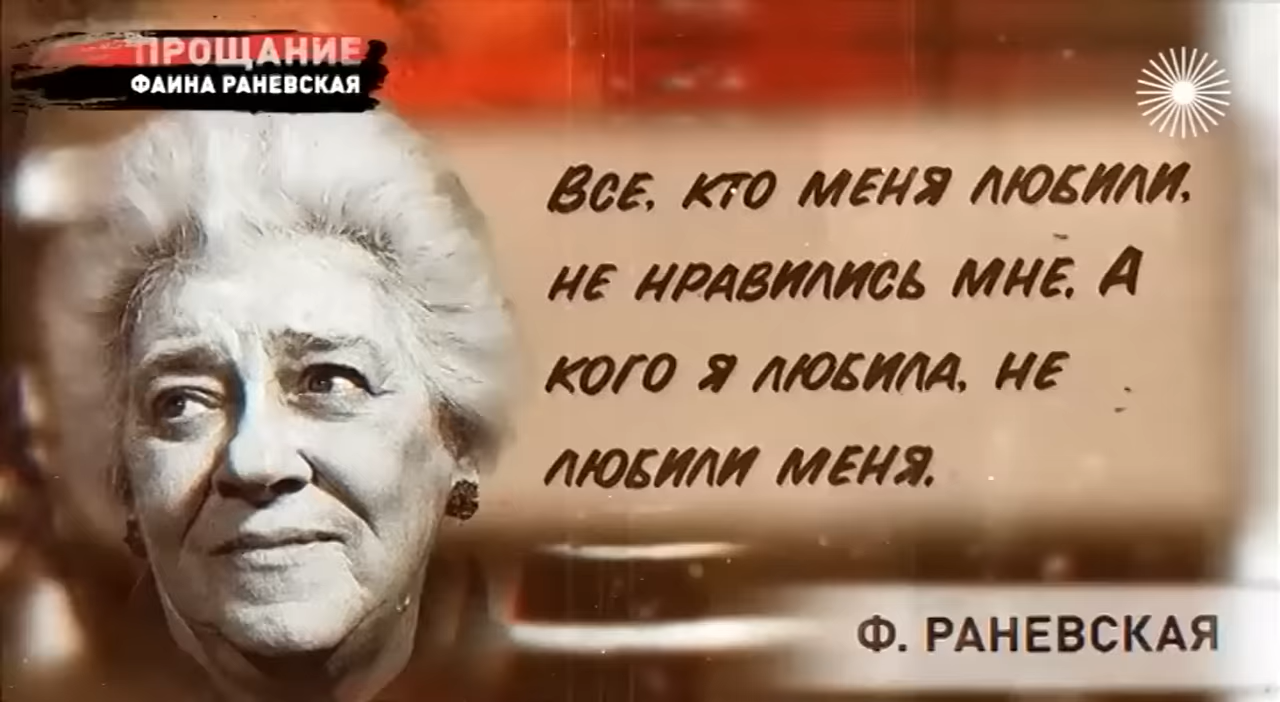 ПРОЩАНИЕ
ФАИНА РАНЕВСКАЯ
ВСЕ, КТО МЕНЯ ЛЮБИЛИ,
НЕ НРАВИЛИСЬ МНЕ. А
КОГО Я ЛЮБИЛА, НЕ
ЛЮБИЛИ МЕНЯ.
Ф. РАНЕВСКАЯ